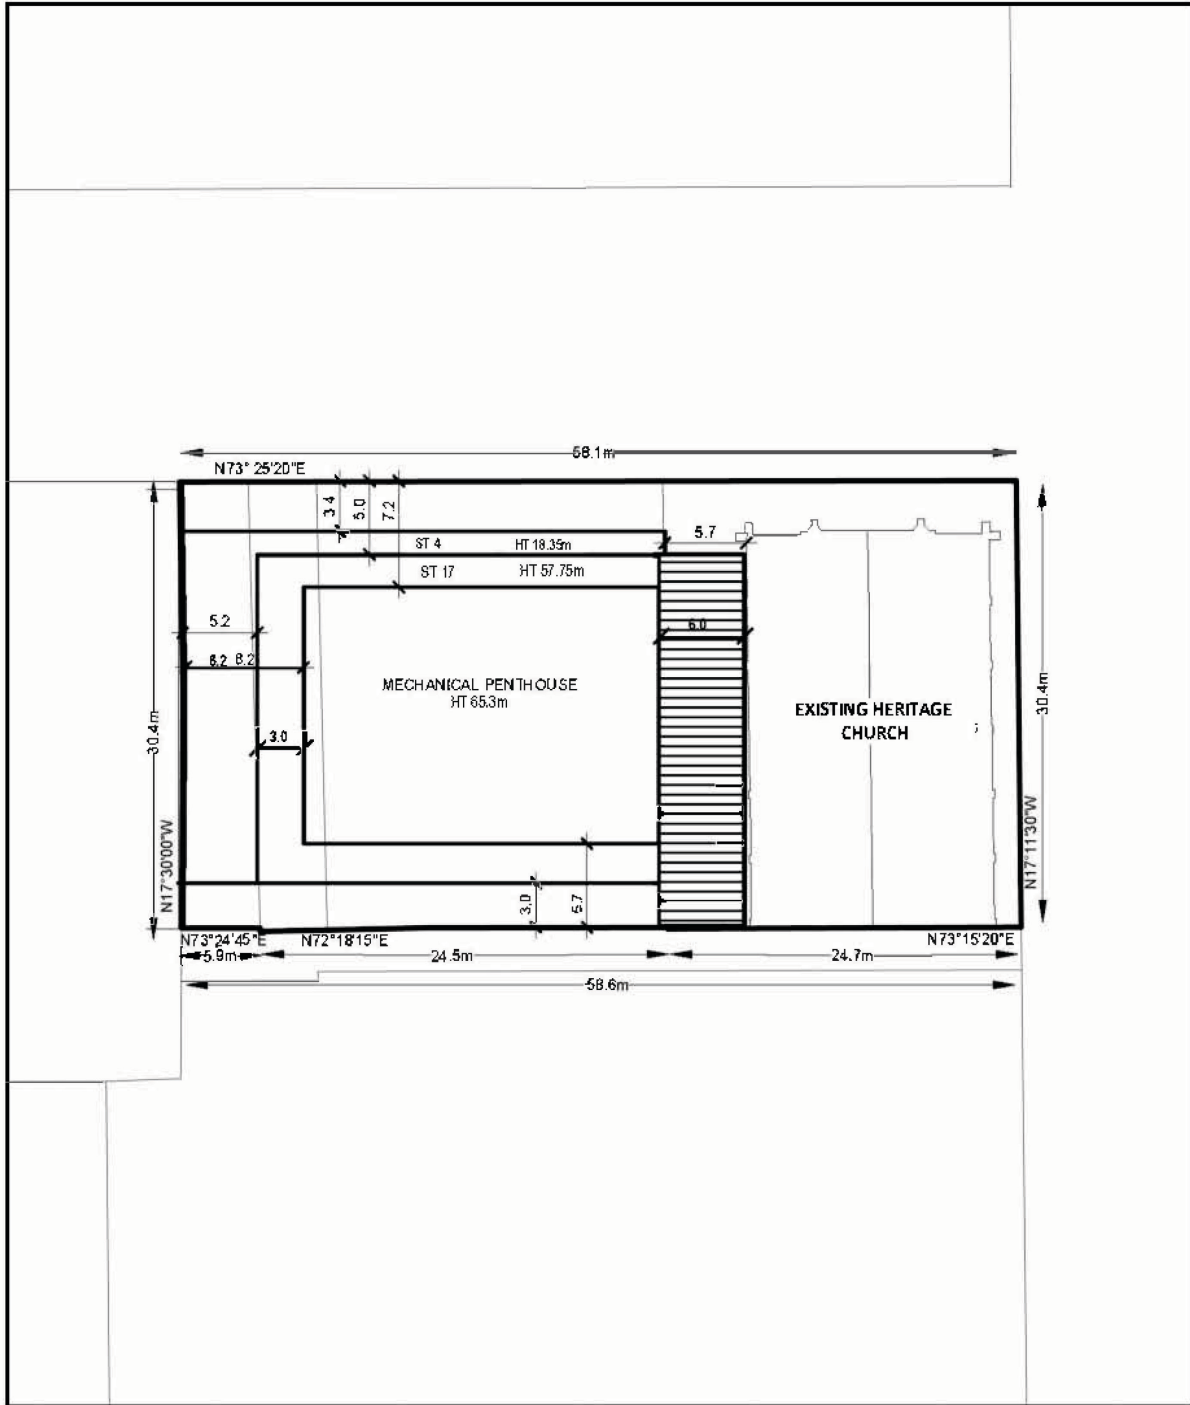 58.1m
N73° 25'20"E
3.4
5.0
7.2
ST 4 HT 18.35m
5.7
ST 17 HT 57.75m
5.2
6.0
8.2 8.2
MECHANICAL PENTHOUSE
HT 65.3m
EXISTING HERITAGE
CHURCH
30.4m
30.4m
3.0
N17°30'00"W
N17°11'30"W
3.0
5.7
N73°24'45"E
N72°18'15"E
N73°15'20"E
5.9m
24.5m
24.7m
58.6m